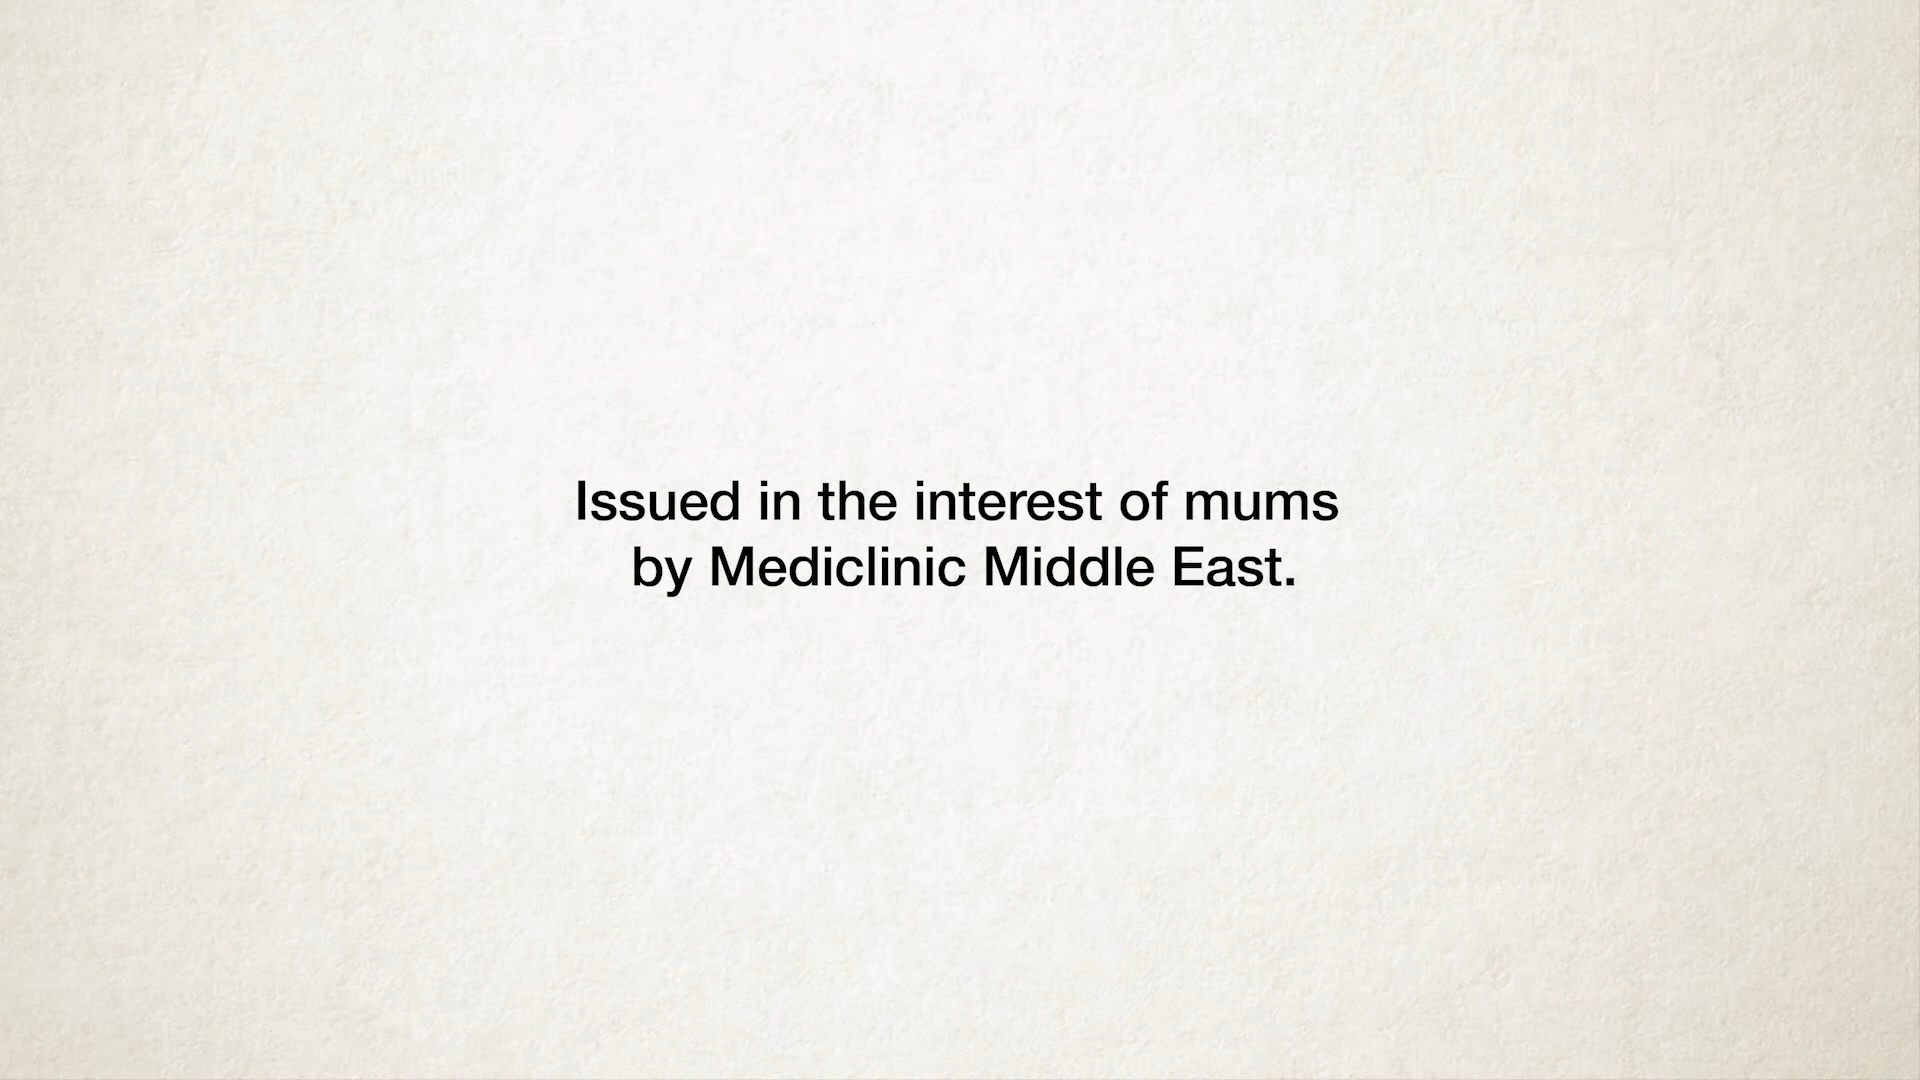 Issued in the interest of mums
by Mediclinic Middle East.